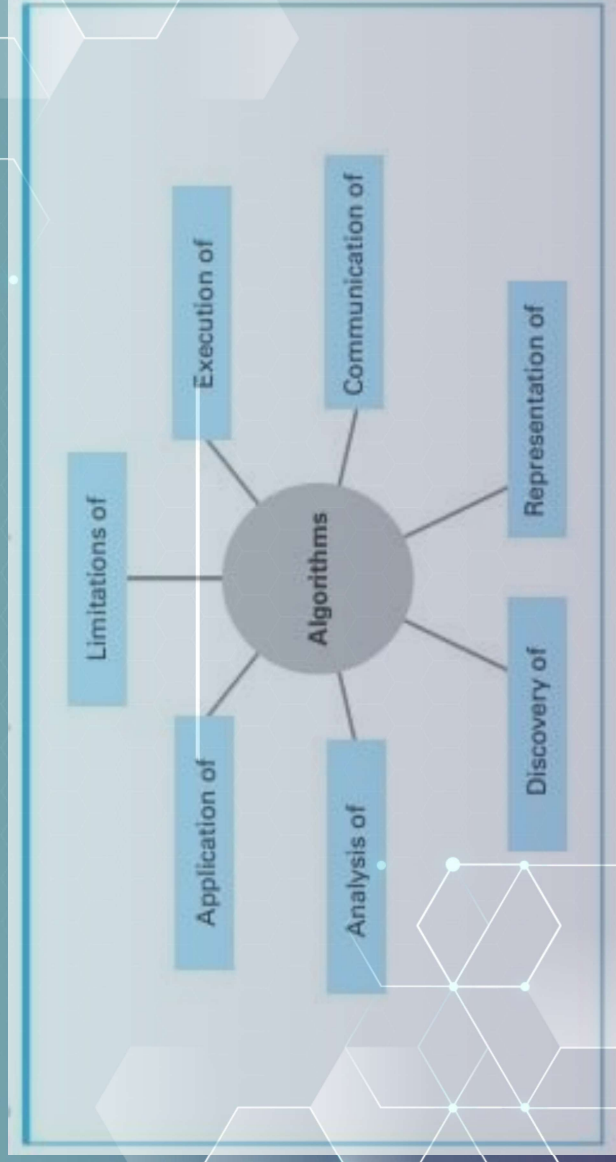 Limitations of
Application of
Execution of
Algorithms
Analysis of
Communication of
Discovery of
Representation of